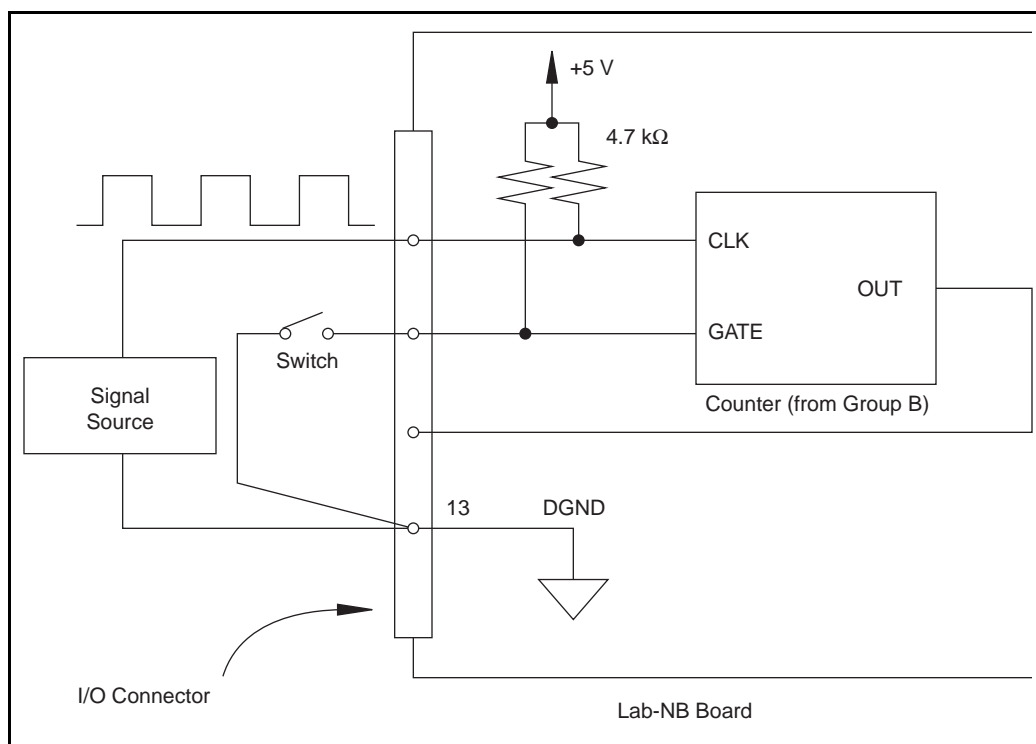 +5 V
4.7 kΩ
CLK
OUT
GATE
Switch
Signal
Source
Counter (from Group B)
13
DGND
I/O Connector
Lab-NB Board